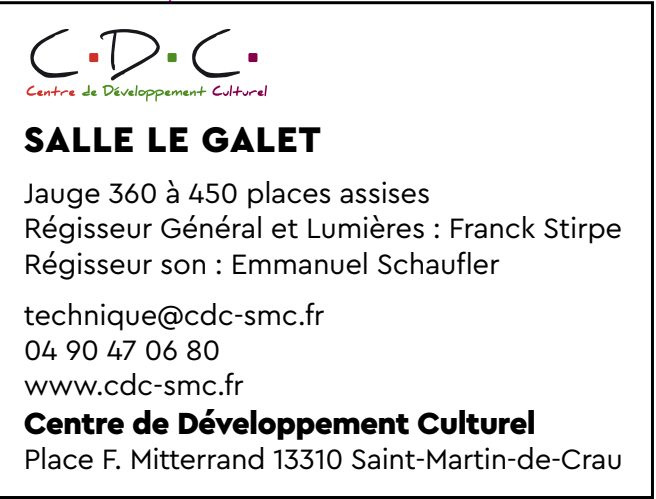 C.D.C.
Centre de Développement Culturel
SALLE LE GALET
Jauge 360 à 450 places assises
Régisseur Général et Lumières : Franck Stirpe
Régisseur son : Emmanuel Schaufler
technique@cdc-smc.fr
04 90 47 06 80
www.cdc-smc.fr
Centre de Développement Culturel
Place F. Mitterrand 13310 Saint-Martin-de-Crau